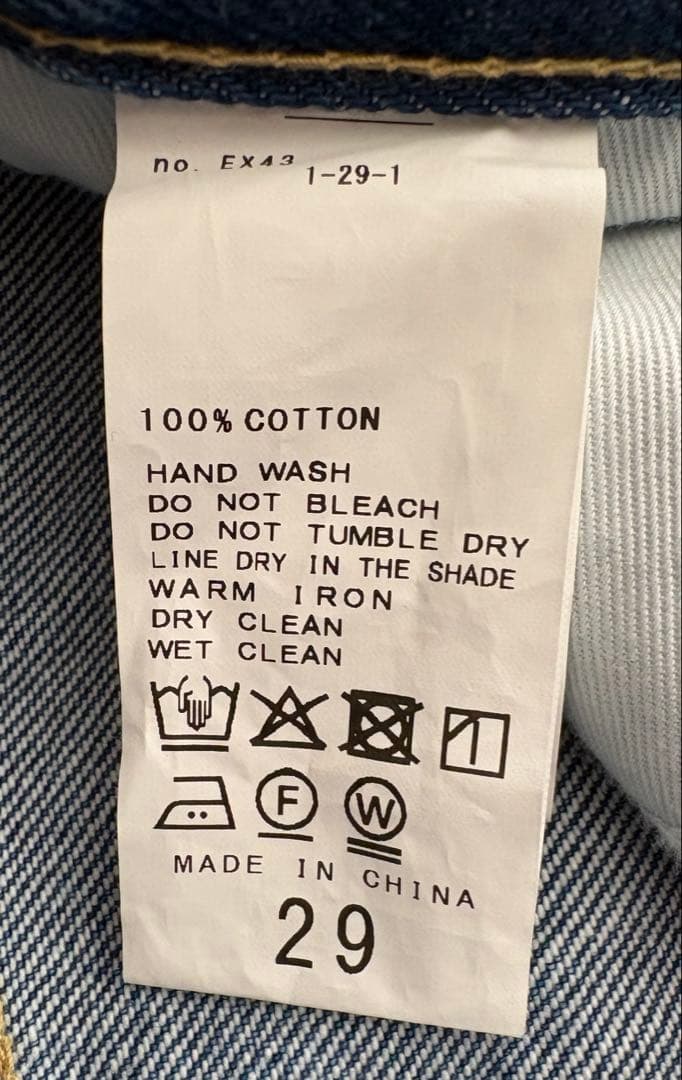 no. EX43 1-29-1
100% COTTON
HAND WASH
DO NOT BLEACH
DO NOT TUMBLE DRY
LINE DRY IN THE SHADE
WARM IRON
DRY CLEAN
WET CLEAN
F W
MADE IN CHINA
29